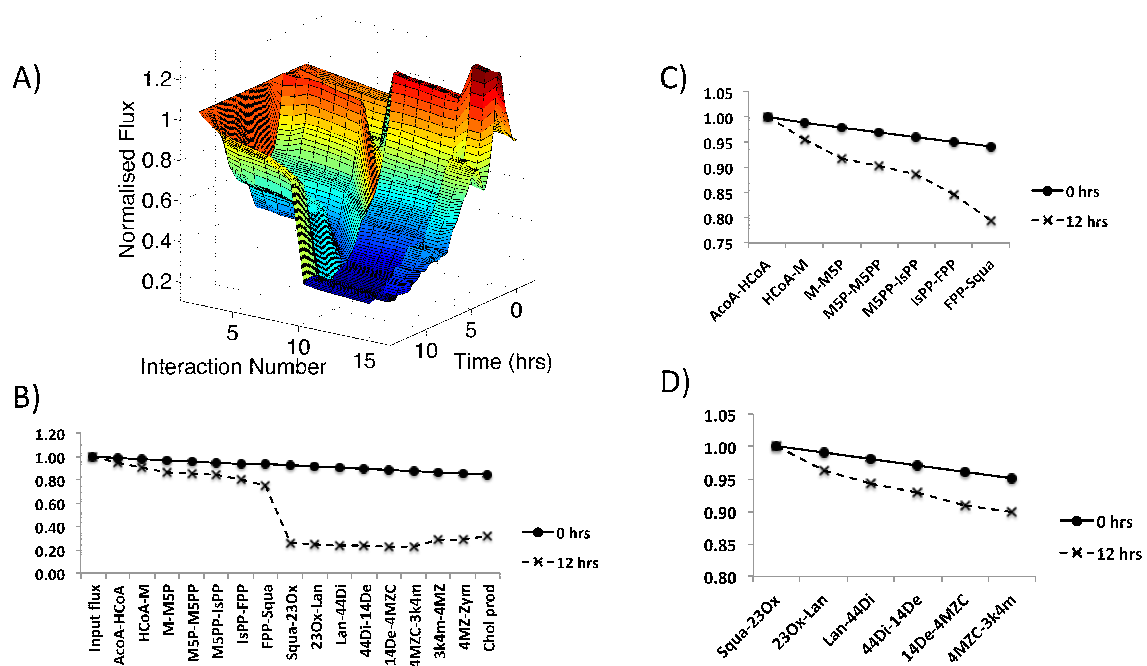 A)
1.2
1
0.8
0.6
0.4
0.2
Normalised Flux
5
10
15
Interaction Number
0
5
10
Time (hrs)
B)
1.20
1.00
0.80
0.60
0.40
0.20
0.00
Input flux
AcoA-HCoA
HCoA-M
M-M5P
M5P-M5PP
M5PP-IsPP
IsPP-FPP
FPP-Squa
Squa-23Ox
23Ox-Lan
Lan-44Di
44Di-14De
14De-4MZC
4MZC-3k4m
3k4m-4MZ
4MZ-Zym
Chol prod
0 hrs
12 hrs
C)
1.05
1.00
0.95
0.90
0.85
0.80
0.75
AcoA-HCoA
HCoA-M
M-M5P
M5P-M5PP
M5PP-IsPP
IsPP-FPP
FPP-Squa
0 hrs
12 hrs
D)
1.05
1.00
0.95
0.90
0.85
0.80
Squa-23Ox
23Ox-Lan
Lan-44Di
44Di-14De
14De-4MZC
4MZC-3k4m
0 hrs
12 hrs